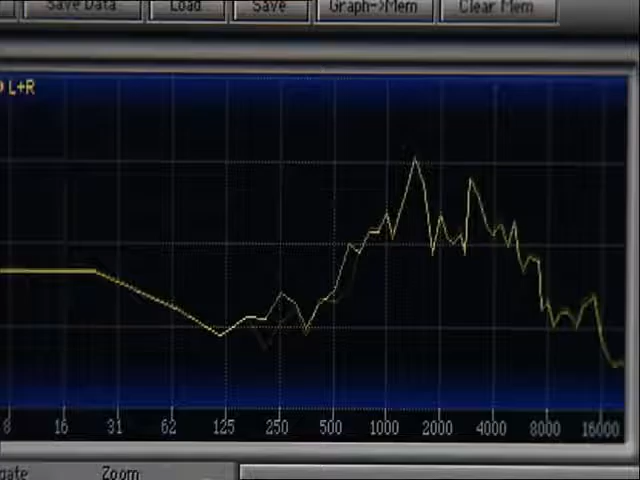 Save Data Load Save Graph->Mem Clear Mem
L+R
8 16 31 62 125 250 500 1000 2000 4000 8000 16000
gate Zoom